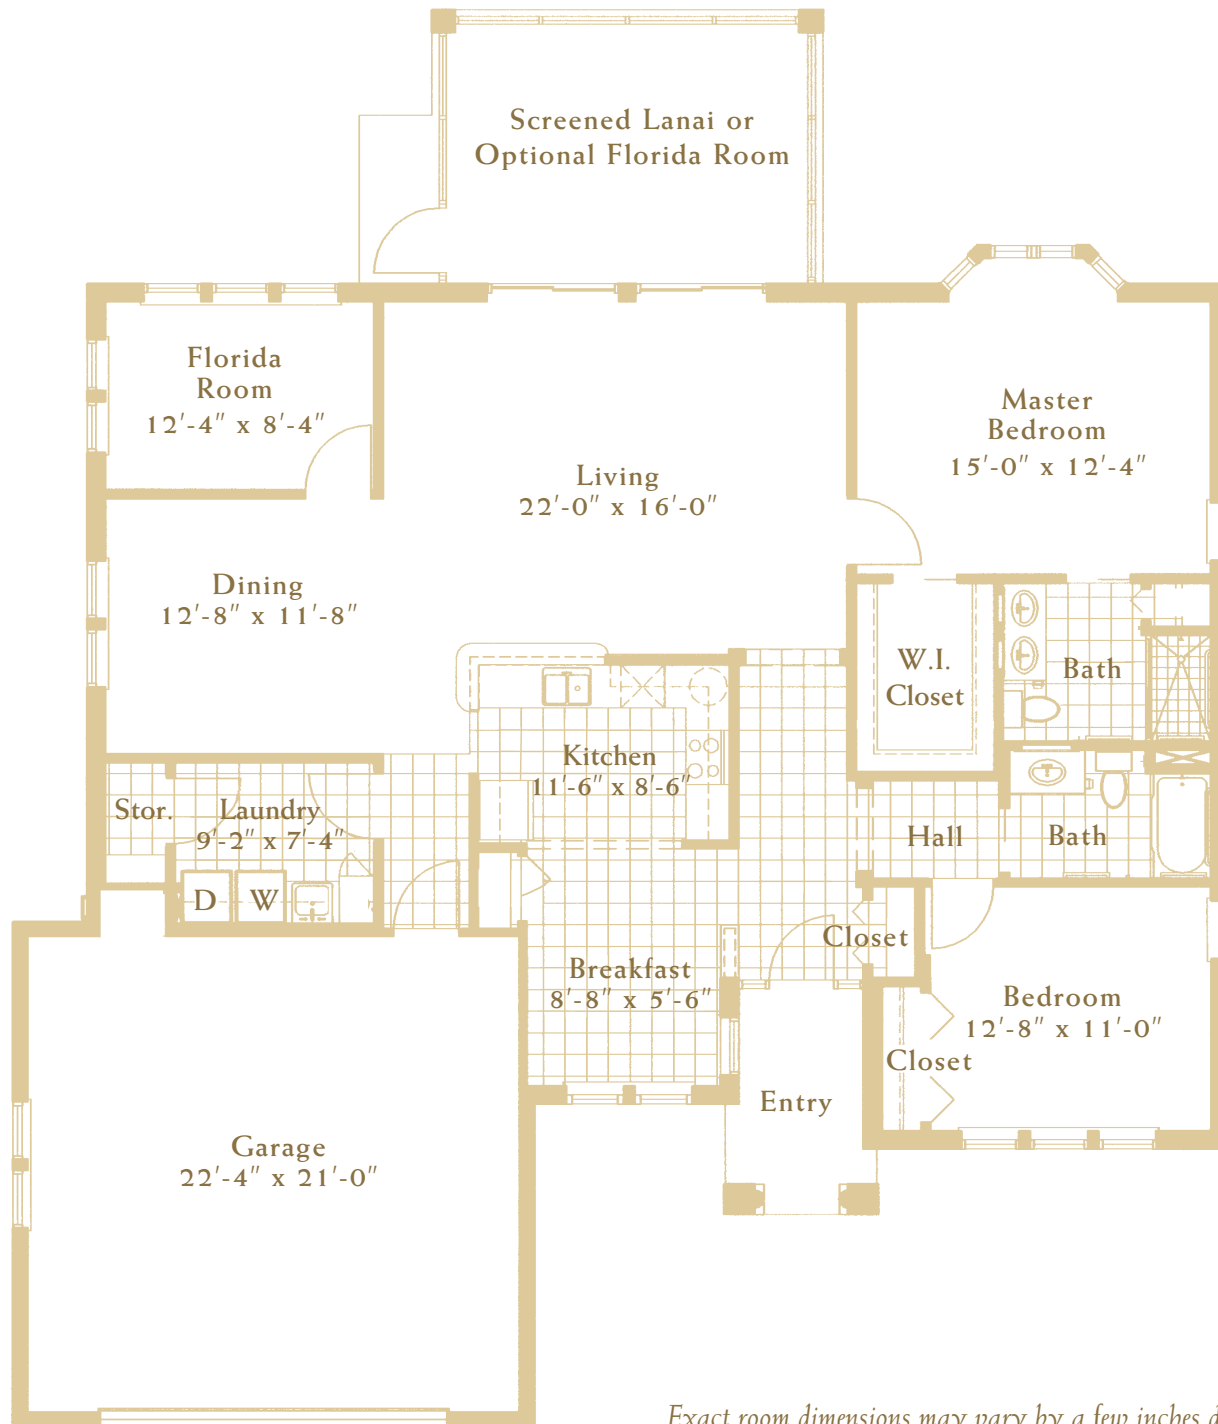 Screened Lanai or
Optional Florida Room
Florida
Room
12'-4" x 8'-4"
Master
Bedroom
15'-0" x 12'-4"
Living
22'-0" x 16'-0"
Dining
12'-8" x 11'-8"
W.I.
Closet
Bath
Kitchen
11'-6" x 8'-6"
Stor.
Laundry
9'-2" x 7'-4"
Hall
Bath
D
W
Closet
Breakfast
8'-8" x 5'-6"
Bedroom
12'-8" x 11'-0"
Closet
Entry
Garage
22'-4" x 21'-0"
Exact room dimensions may vary by a few inches